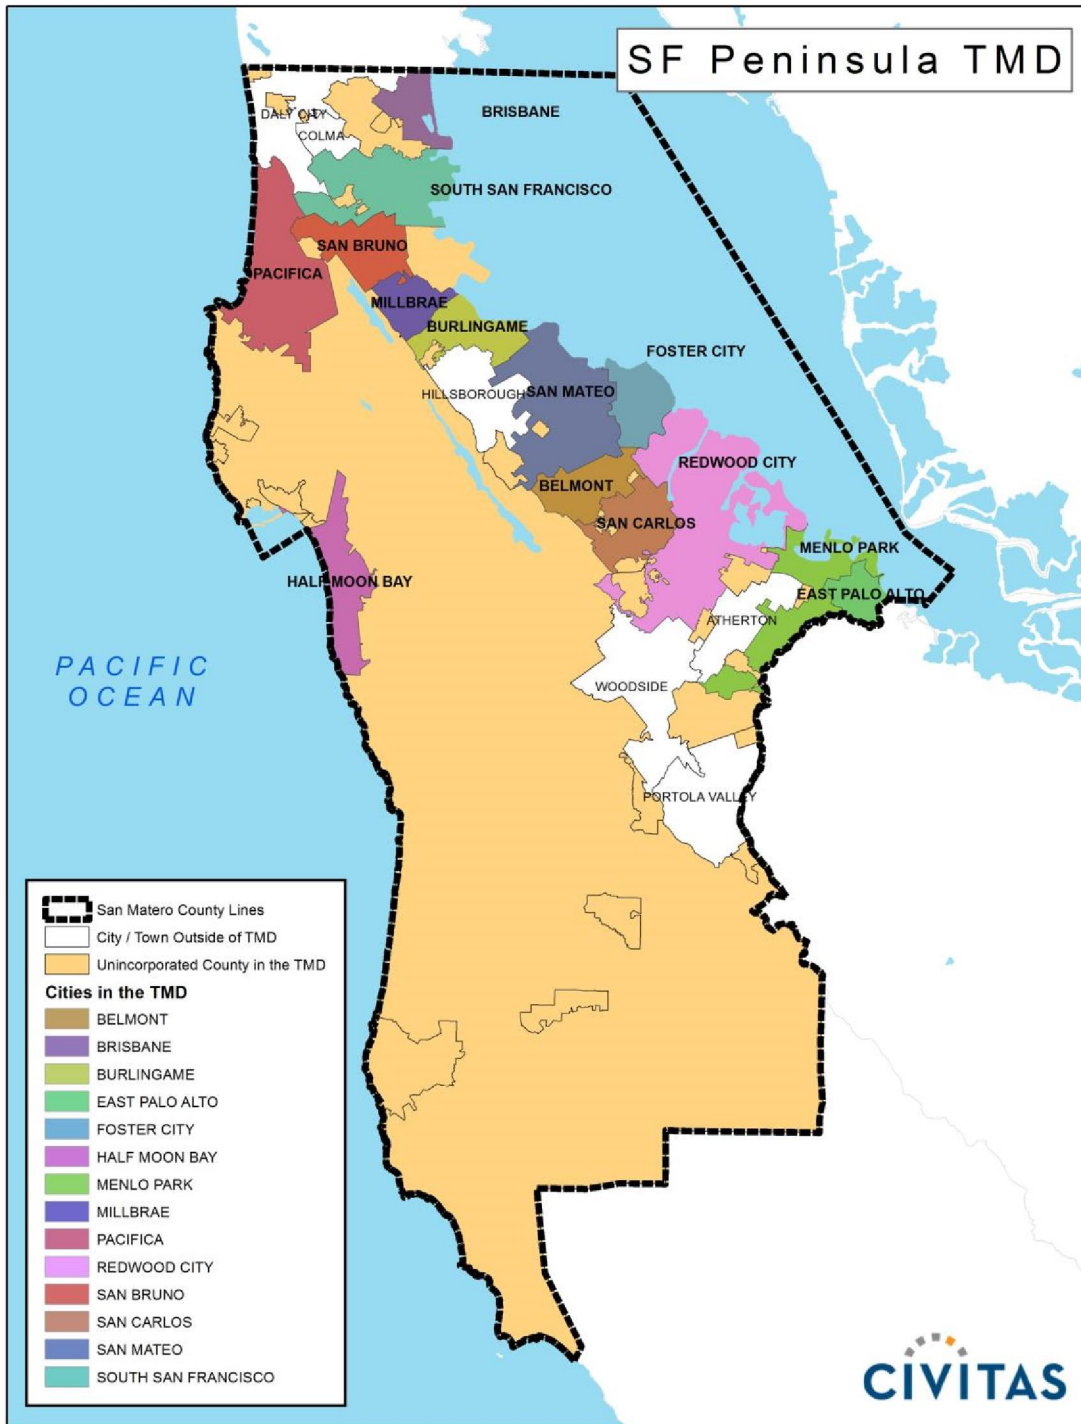 SF Peninsula TMD
BRISBANE
DALY CITY
COLMA
SOUTH SAN FRANCISCO
SAN BRUNO
PACIFICA
MILLBRAE
BURLINGAME
FOSTER CITY
HILLSBOROUGH
SAN MATEO
REDWOOD CITY
BELMONT
SAN CARLOS
MENLO PARK
HALF MOON BAY
EAST PALO ALTO
ATHERTON
PACIFIC
OCEAN
WOODSIDE
PORTOLA VALLEY
San Matero County Lines
City / Town Outside of TMD
Unincorporated County in the TMD
Cities in the TMD
BELMONT
BRISBANE
BURLINGAME
EAST PALO ALTO
FOSTER CITY
HALF MOON BAY
MENLO PARK
MILLBRAE
PACIFICA
REDWOOD CITY
SAN BRUNO
SAN CARLOS
SAN MATEO
SOUTH SAN FRANCISCO
CIVITAS